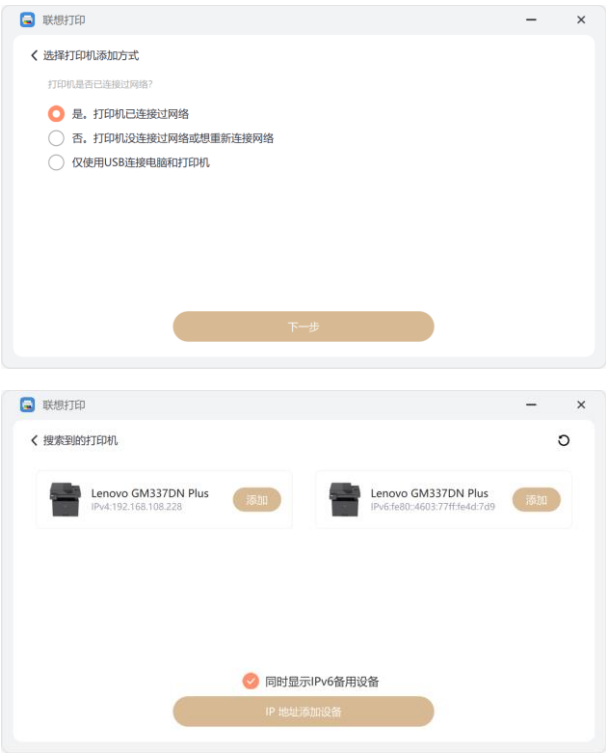 联想打印
选择打印机添加方式
打印机是否已连接过网络?
是。打印机已连接过网络
否。打印机没连接过网络或想重新连接网络
仅使用USB连接电脑和打印机
下一步
联想打印
搜索到的打印机
Lenovo GM337DN Plus
IPv4:192.168.108.228
添加
Lenovo GM337DN Plus
IPv6:fe80::4603:77ff:fe4d:7d9
添加
同时显示IPv6备用设备
IP 地址添加设备